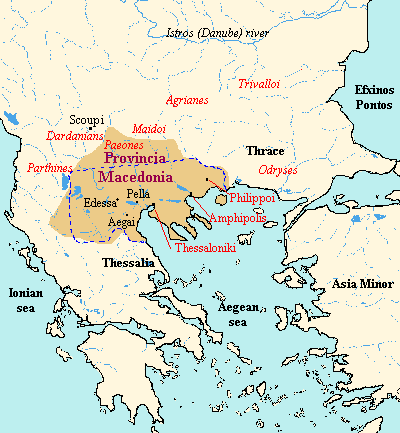 Istros (Danube) river
Trivalloi
Efxinos
Pontos
Agrianes
Scoupi
Maidoi
Dardanians
Paeones
Thrace
Provincia
Parthines
Odryses
Macedonia
Pella
Philippoi
Edessa
Amphipolis
Aegai
Thessaloniki
Thessalia
Asia Minor
Ionian
sea
Aegean
sea